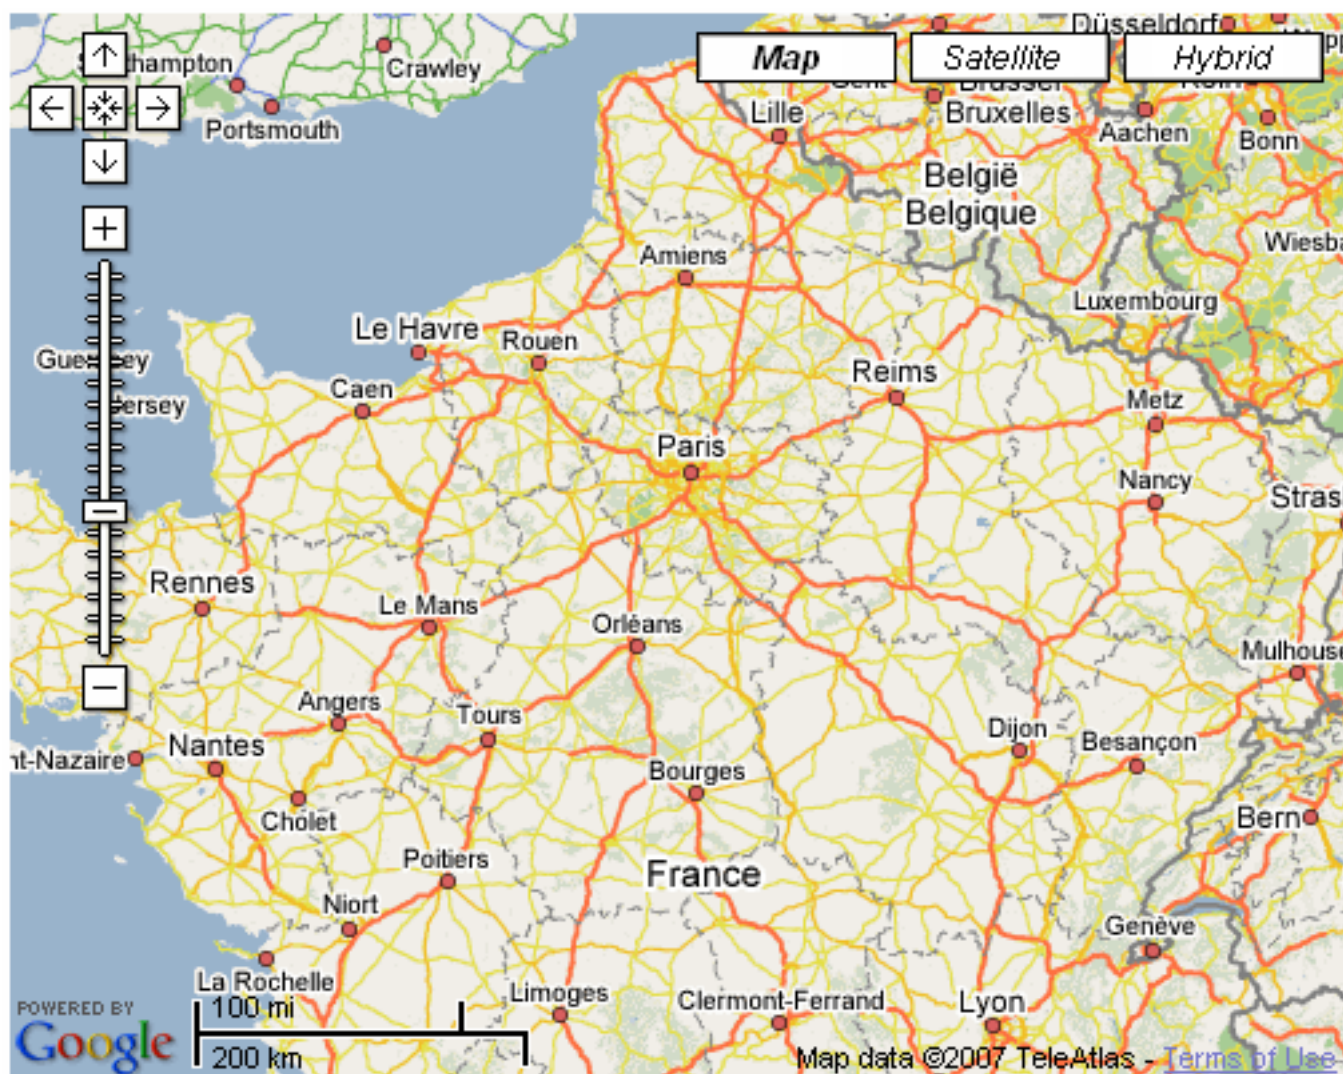 Düsseldorf
Map
Satellite
Hybrid
Crawley
Portsmouth
Lille
Bruxelles
Aachen
Bonn
België
Belgique
Amiens
Luxembourg
Le Havre
Rouen
Caen
Reims
Metz
Paris
Nancy
Rennes
Le Mans
Orléans
Mulhouse
Angers
Tours
Dijon
Besançon
Nantes
nt-Nazaire
Bourges
Cholet
Bern
Poitiers
France
Niort
Genève
La Rochelle
Limoges
Clermont-Ferrand
Lyon
POWERED BY
Google
100 mi
200 km
Map data ©2007 TeleAtlas - Terms of Use